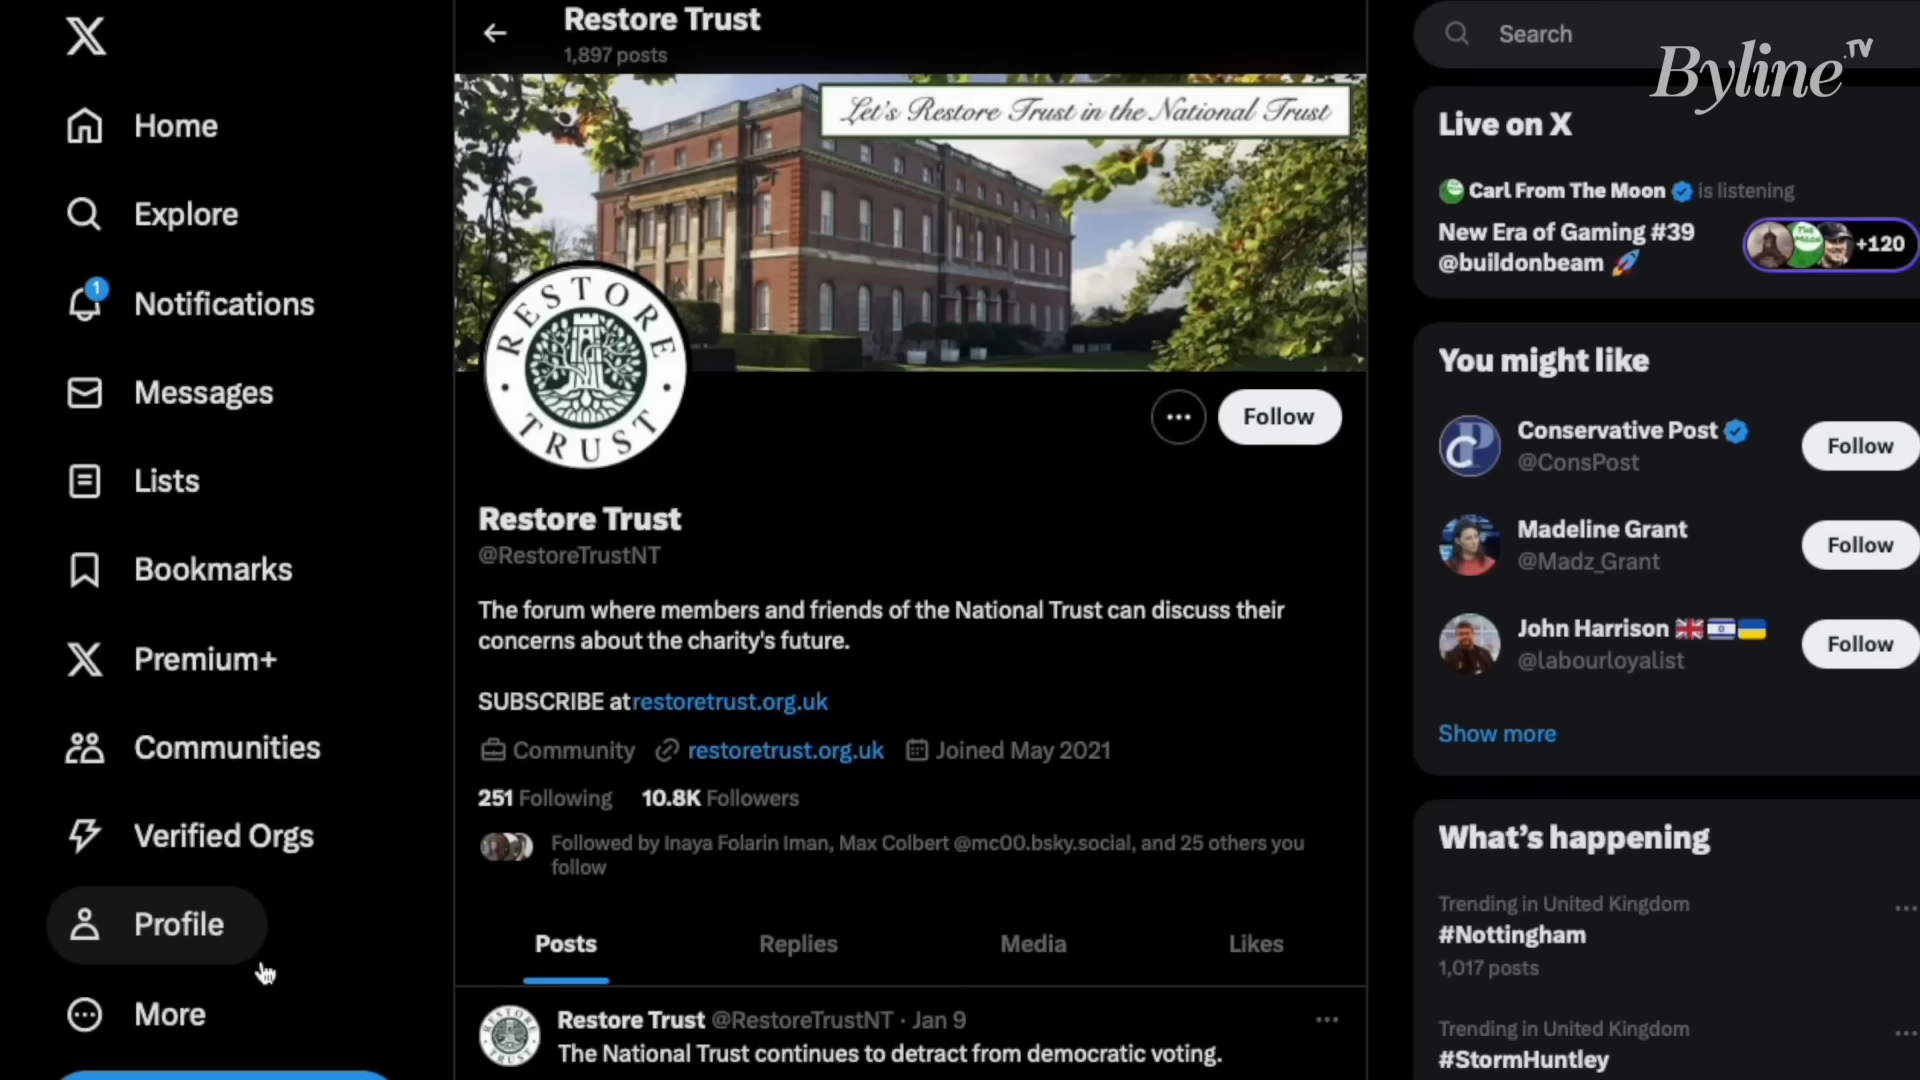 Home
Explore
1
Notifications
Messages
Lists
Bookmarks
Premium+
Communities
Verified Orgs
Profile
More
Restore Trust
1,897 posts
Let's Restore Trust in the National Trust
RESTORE
TRUST
Follow
Restore Trust
@RestoreTrustNT
The forum where members and friends of the National Trust can discuss their
concerns about the charity's future.
SUBSCRIBE at restoretrust.org.uk
Community restoretrust.org.uk Joined May 2021
251 Following 10.8K Followers
Followed by Inaya Folarin Iman, Max Colbert @mc00.bsky.social, and 25 others you
follow
Posts Replies Media Likes
RESTORE
TRUST
Restore Trust @RestoreTrustNT · Jan 9
The National Trust continues to detract from democratic voting.
Search
Byline.TV
Live on X
Carl From The Moon is listening
New Era of Gaming #39
@buildonbeam 🚀
+120
You might like
Conservative Post
@ConsPost
Follow
Madeline Grant
@Madz_Grant
Follow
John Harrison 🇬🇧🇮🇱🇺🇦
@labourloyalist
Follow
Show more
What's happening
Trending in United Kingdom
#Nottingham
1,017 posts
Trending in United Kingdom
#StormHuntley